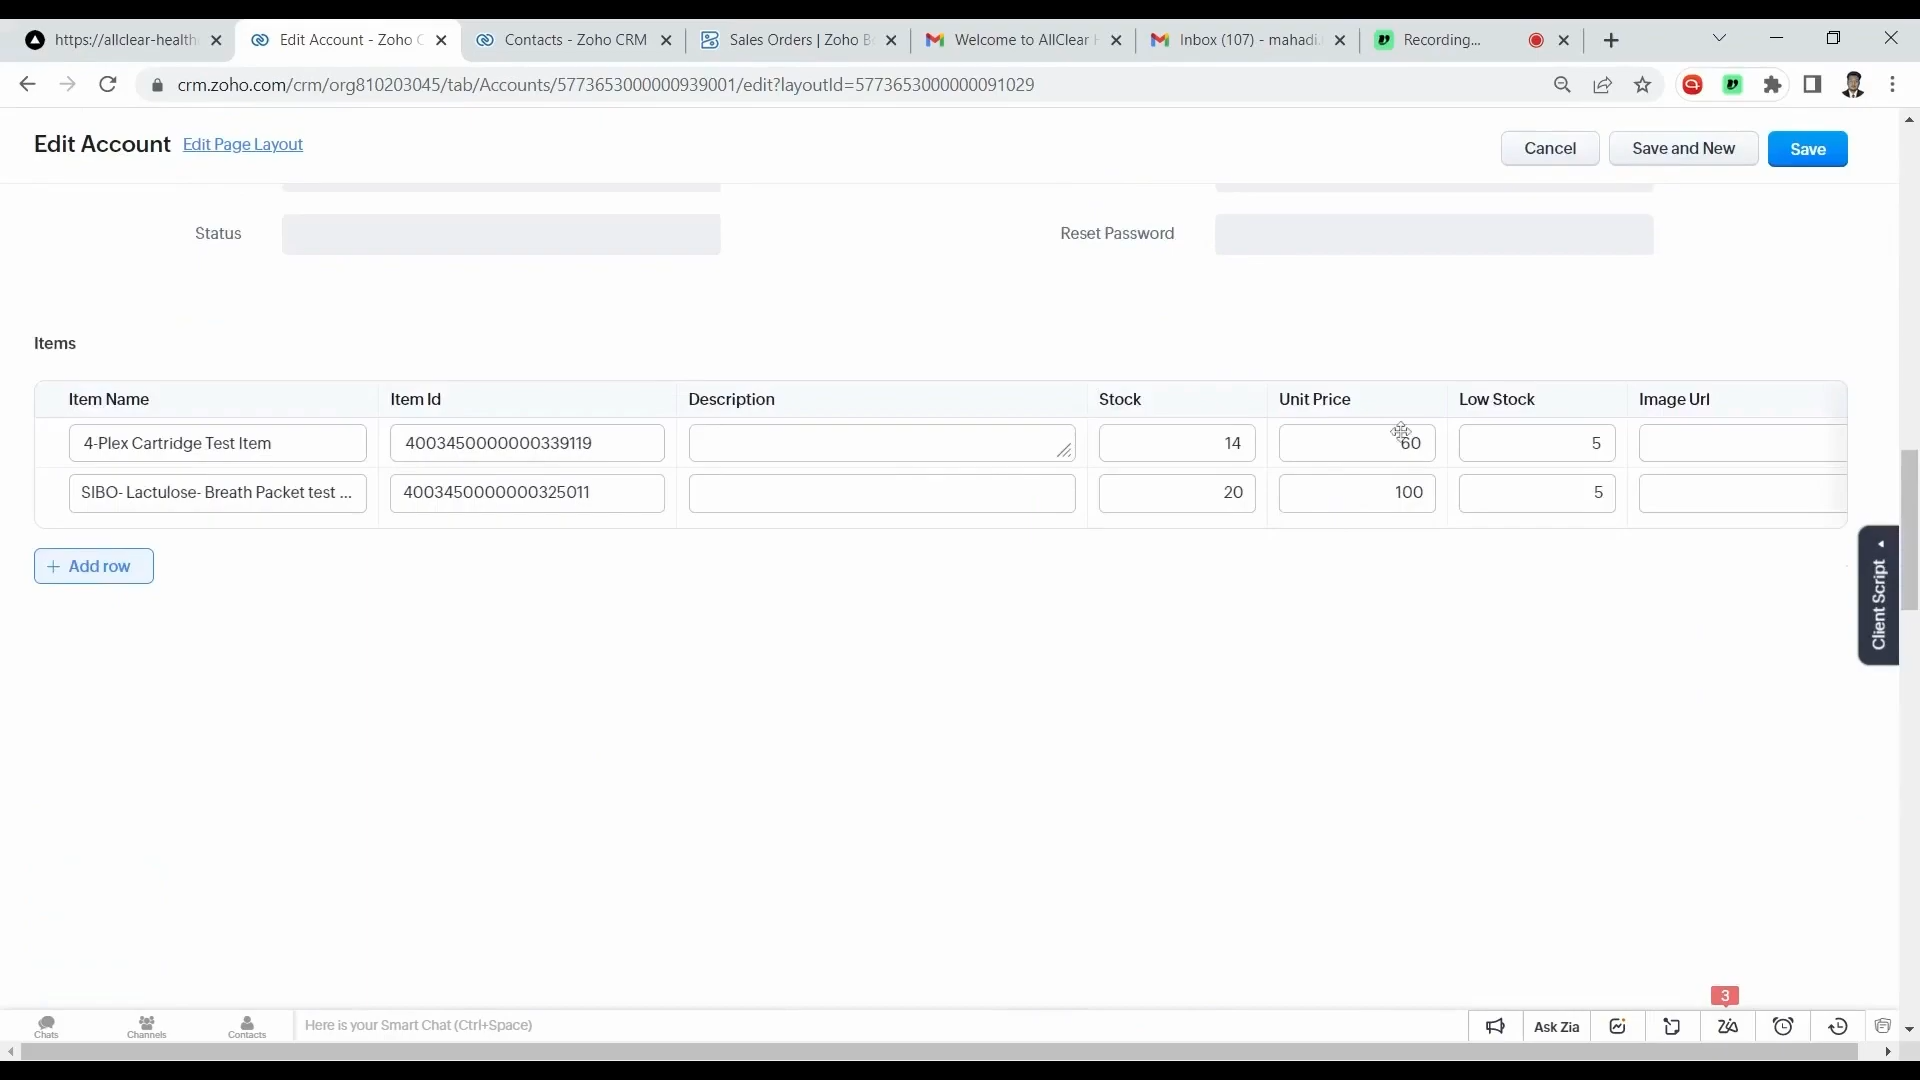 https://allclear-health
Edit Account - Zoho C
Contacts - Zoho CRM
Sales Orders | Zoho B
Welcome to AllClear H
Inbox (107) - mahadi.
Recording...
crm.zoho.com/crm/org810203045/tab/Accounts/5773653000000939001/edit?layoutId=5773653000000091029
Edit Account
Edit Page Layout
Cancel
Save and New
Save
Status
Reset Password
Items
Item Name
Item Id
Description
Stock
Unit Price
Low Stock
Image Url
4-Plex Cartridge Test Item
4003450000000339119
14
60
5
SIBO- Lactulose- Breath Packet test ...
4003450000000325011
20
100
5
+ Add row
Client Script
3
Chats
Channels
Contacts
Here is your Smart Chat (Ctrl+Space)
Ask Zia